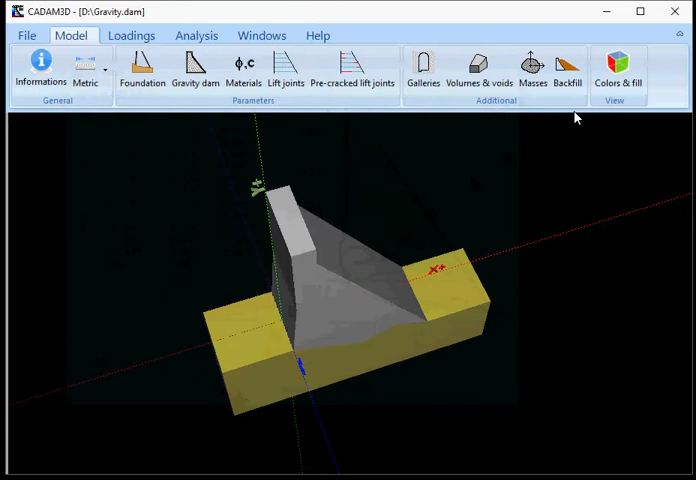 CADAM3D - [D:\Gravity.dam]
File Model Loadings Analysis Windows Help
Informations Metric Foundation Gravity dam Materials Lift joints Pre-cracked lift joints Galleries Volumes & voids Masses Backfill Colors & fill
General Parameters Additional View
Y+
X+